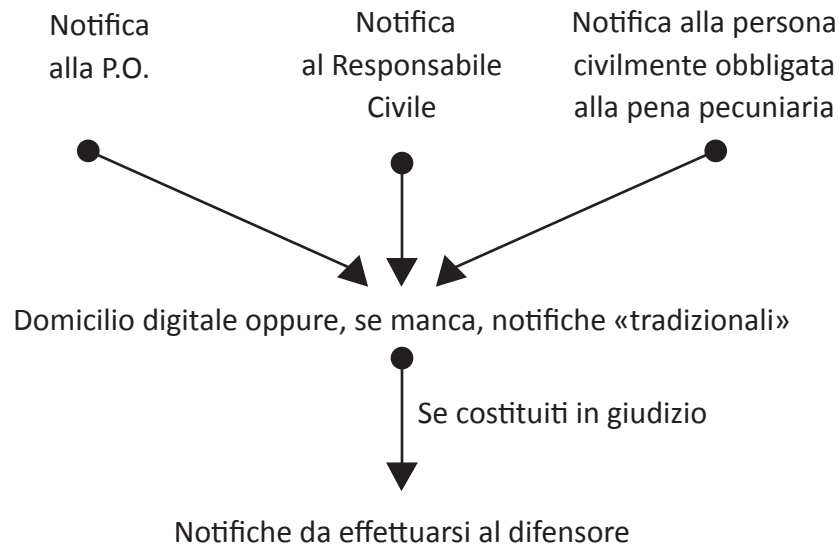 Notifica
alla P.O.
Notifica
al Responsabile
Civile
Notifica alla persona
civilmente obbligata
alla pena pecuniaria
Domicilio digitale oppure, se manca, notifiche «tradizionali»
Se costituiti in giudizio
Notifiche da effettuarsi al difensore